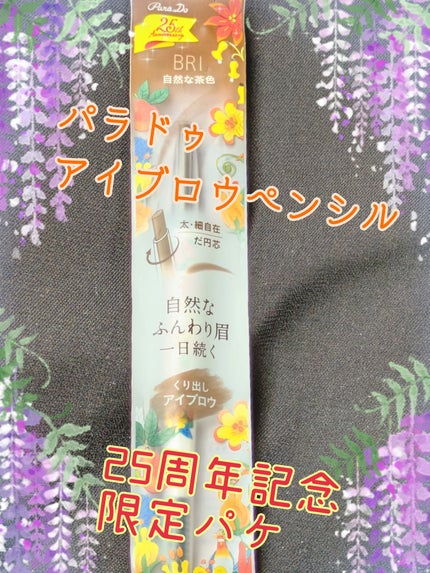 Para Do
25th
Anniversary
BR1
自然な茶色
パラドゥ
アイブロウペンシル
太・細自在
だ円芯
自然な
ふんわり眉
一日続く
くり出し
アイブロウ
25周年記念
限定パケ